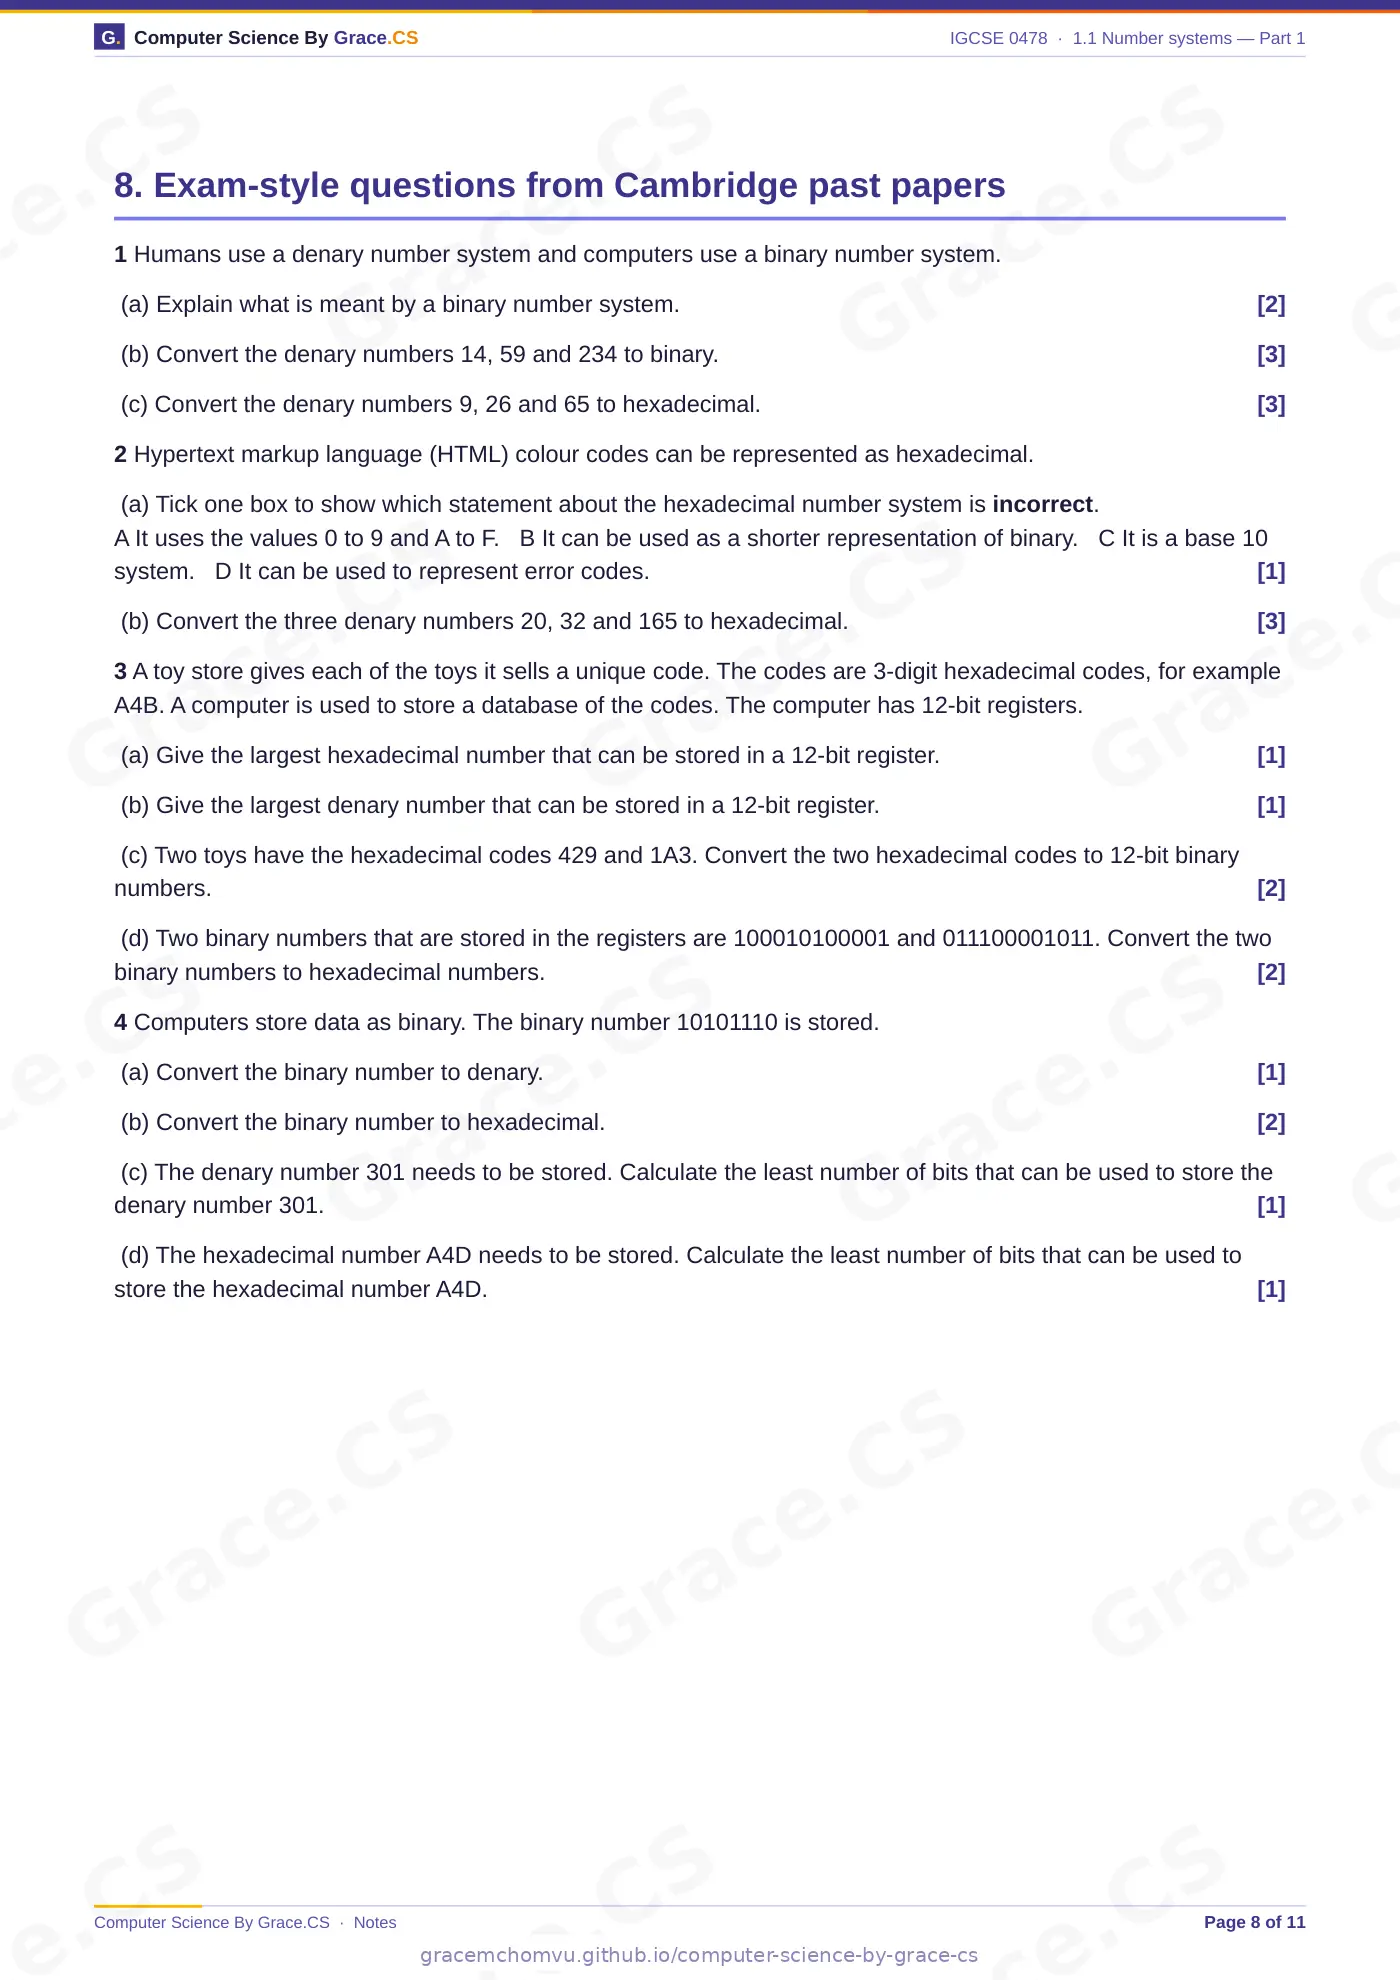 G. Computer Science By Grace.CS
IGCSE 0478 · 1.1 Number systems — Part 1
8. Exam-style questions from Cambridge past papers
1 Humans use a denary number system and computers use a binary number system.
(a) Explain what is meant by a binary number system. [2]
(b) Convert the denary numbers 14, 59 and 234 to binary. [3]
(c) Convert the denary numbers 9, 26 and 65 to hexadecimal. [3]
2 Hypertext markup language (HTML) colour codes can be represented as hexadecimal.
(a) Tick one box to show which statement about the hexadecimal number system is incorrect.
A It uses the values 0 to 9 and A to F. B It can be used as a shorter representation of binary. C It is a base 10
system. D It can be used to represent error codes. [1]
(b) Convert the three denary numbers 20, 32 and 165 to hexadecimal. [3]
3 A toy store gives each of the toys it sells a unique code. The codes are 3-digit hexadecimal codes, for example
A4B. A computer is used to store a database of the codes. The computer has 12-bit registers.
(a) Give the largest hexadecimal number that can be stored in a 12-bit register. [1]
(b) Give the largest denary number that can be stored in a 12-bit register. [1]
(c) Two toys have the hexadecimal codes 429 and 1A3. Convert the two hexadecimal codes to 12-bit binary
numbers. [2]
(d) Two binary numbers that are stored in the registers are 100010100001 and 011100001011. Convert the two
binary numbers to hexadecimal numbers. [2]
4 Computers store data as binary. The binary number 10101110 is stored.
(a) Convert the binary number to denary. [1]
(b) Convert the binary number to hexadecimal. [2]
(c) The denary number 301 needs to be stored. Calculate the least number of bits that can be used to store the
denary number 301. [1]
(d) The hexadecimal number A4D needs to be stored. Calculate the least number of bits that can be used to
store the hexadecimal number A4D. [1]
Computer Science By Grace.CS · Notes
Page 8 of 11
gracemchomvu.github.io/computer-science-by-grace-cs